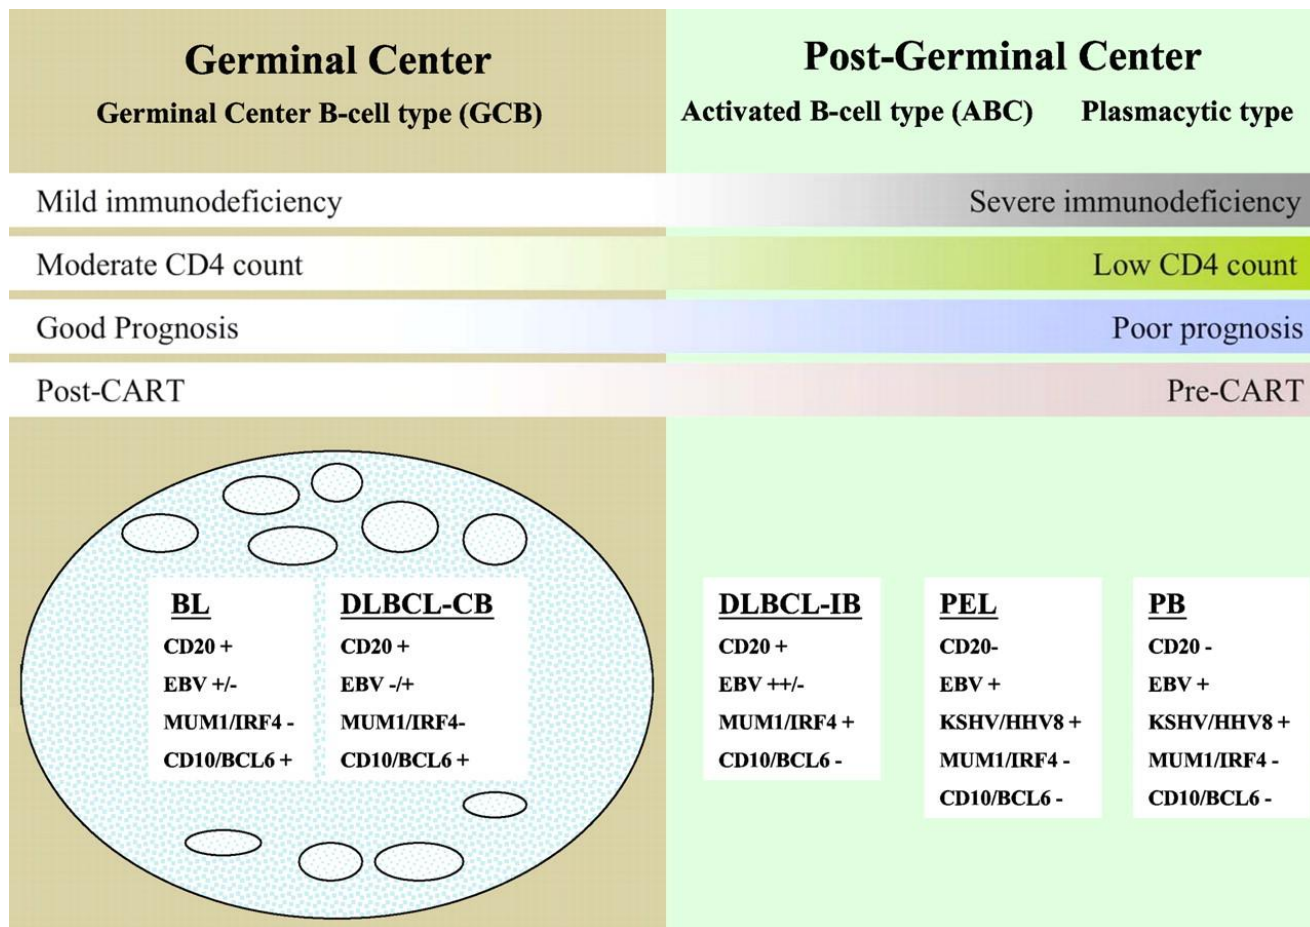 Germinal Center
Germinal Center B-cell type (GCB)
Post-Germinal Center
Activated B-cell type (ABC) Plasmacytic type
Mild immunodeficiency Severe immunodeficiency
Moderate CD4 count Low CD4 count
Good Prognosis Poor prognosis
Post-CART Pre-CART
BL
CD20 +
EBV +/-
MUM1/IRF4 -
CD10/BCL6 +
DLBCL-CB
CD20 +
EBV -/+
MUM1/IRF4-
CD10/BCL6 +
DLBCL-IB
CD20 +
EBV ++/-
MUM1/IRF4 +
CD10/BCL6 -
PEL
CD20-
EBV +
KSHV/HHV8 +
MUM1/IRF4 -
CD10/BCL6 -
PB
CD20 -
EBV +
KSHV/HHV8 +
MUM1/IRF4 -
CD10/BCL6 -